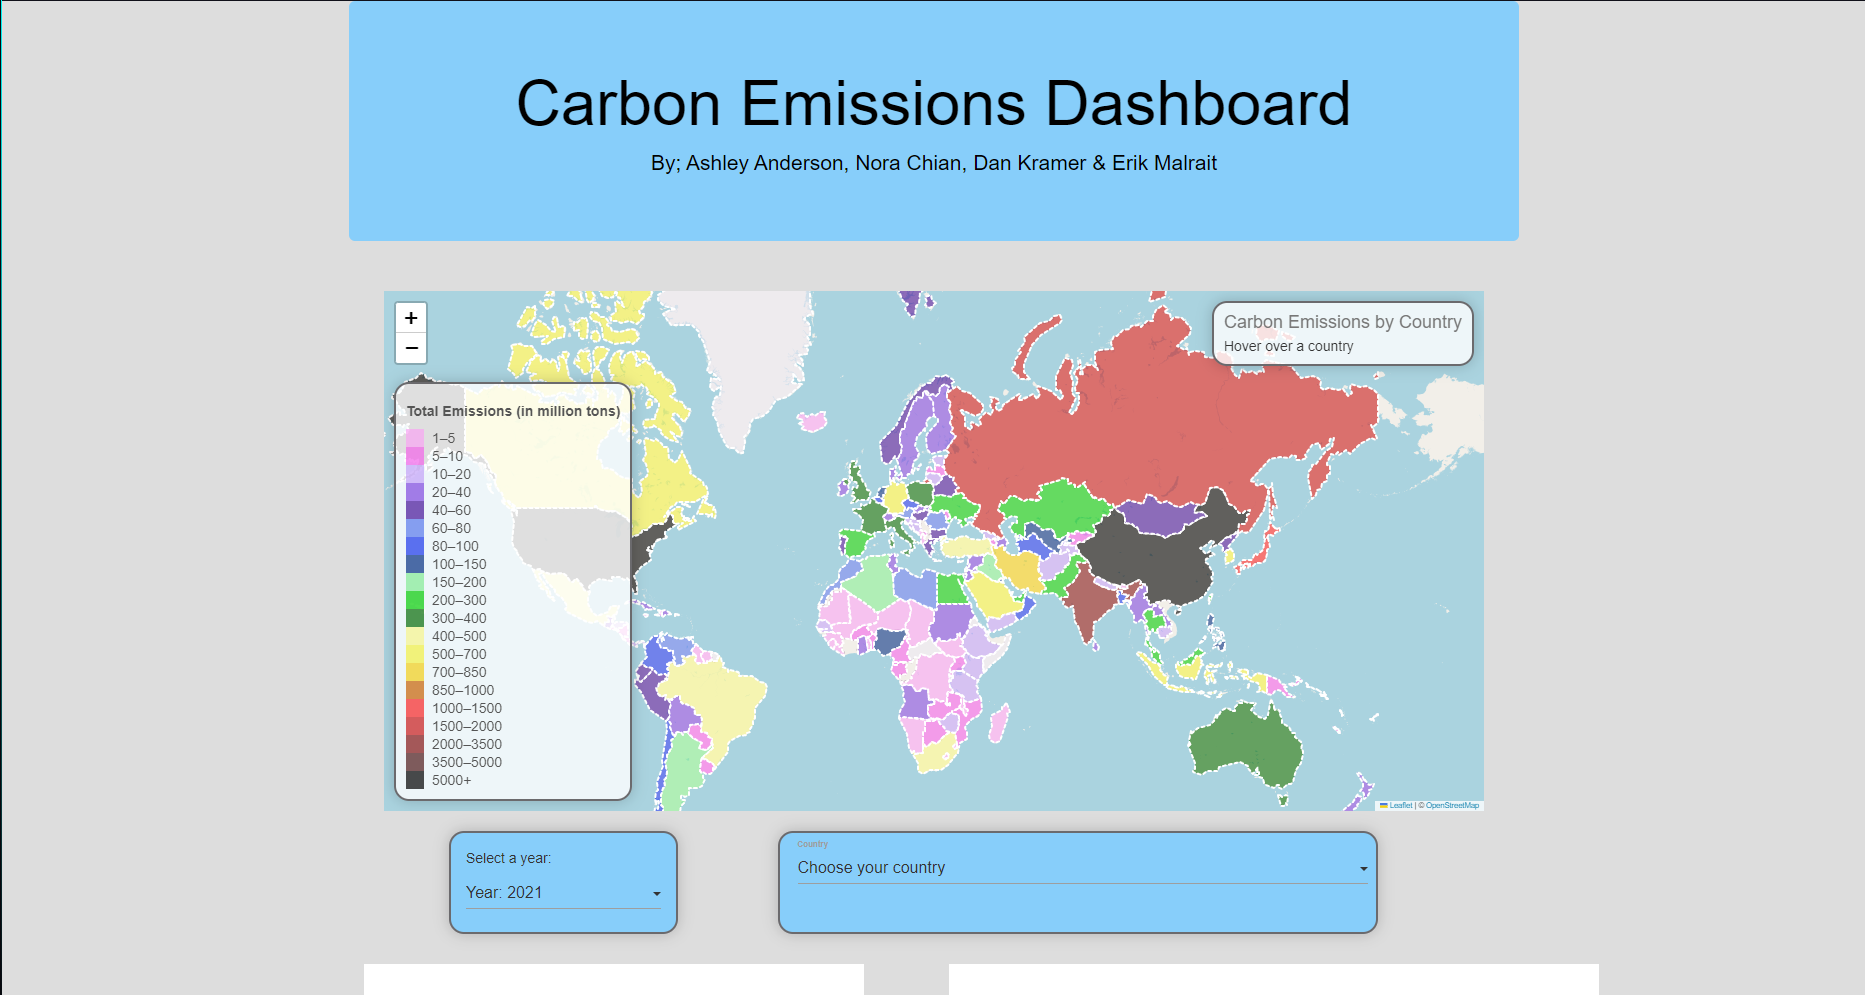 Carbon Emissions Dashboard
By; Ashley Anderson, Nora Chian, Dan Kramer & Erik Malrait
+
−
Carbon Emissions by Country
Hover over a country
Total Emissions (in million tons)
1–5
5–10
10–20
20–40
40–60
60–80
80–100
100–150
150–200
200–300
300–400
400–500
500–700
700–850
850–1000
1000–1500
1500–2000
2000–3500
3500–5000
5000+
Leaflet | © OpenStreetMap
Select a year:
Year: 2021
Country
Choose your country